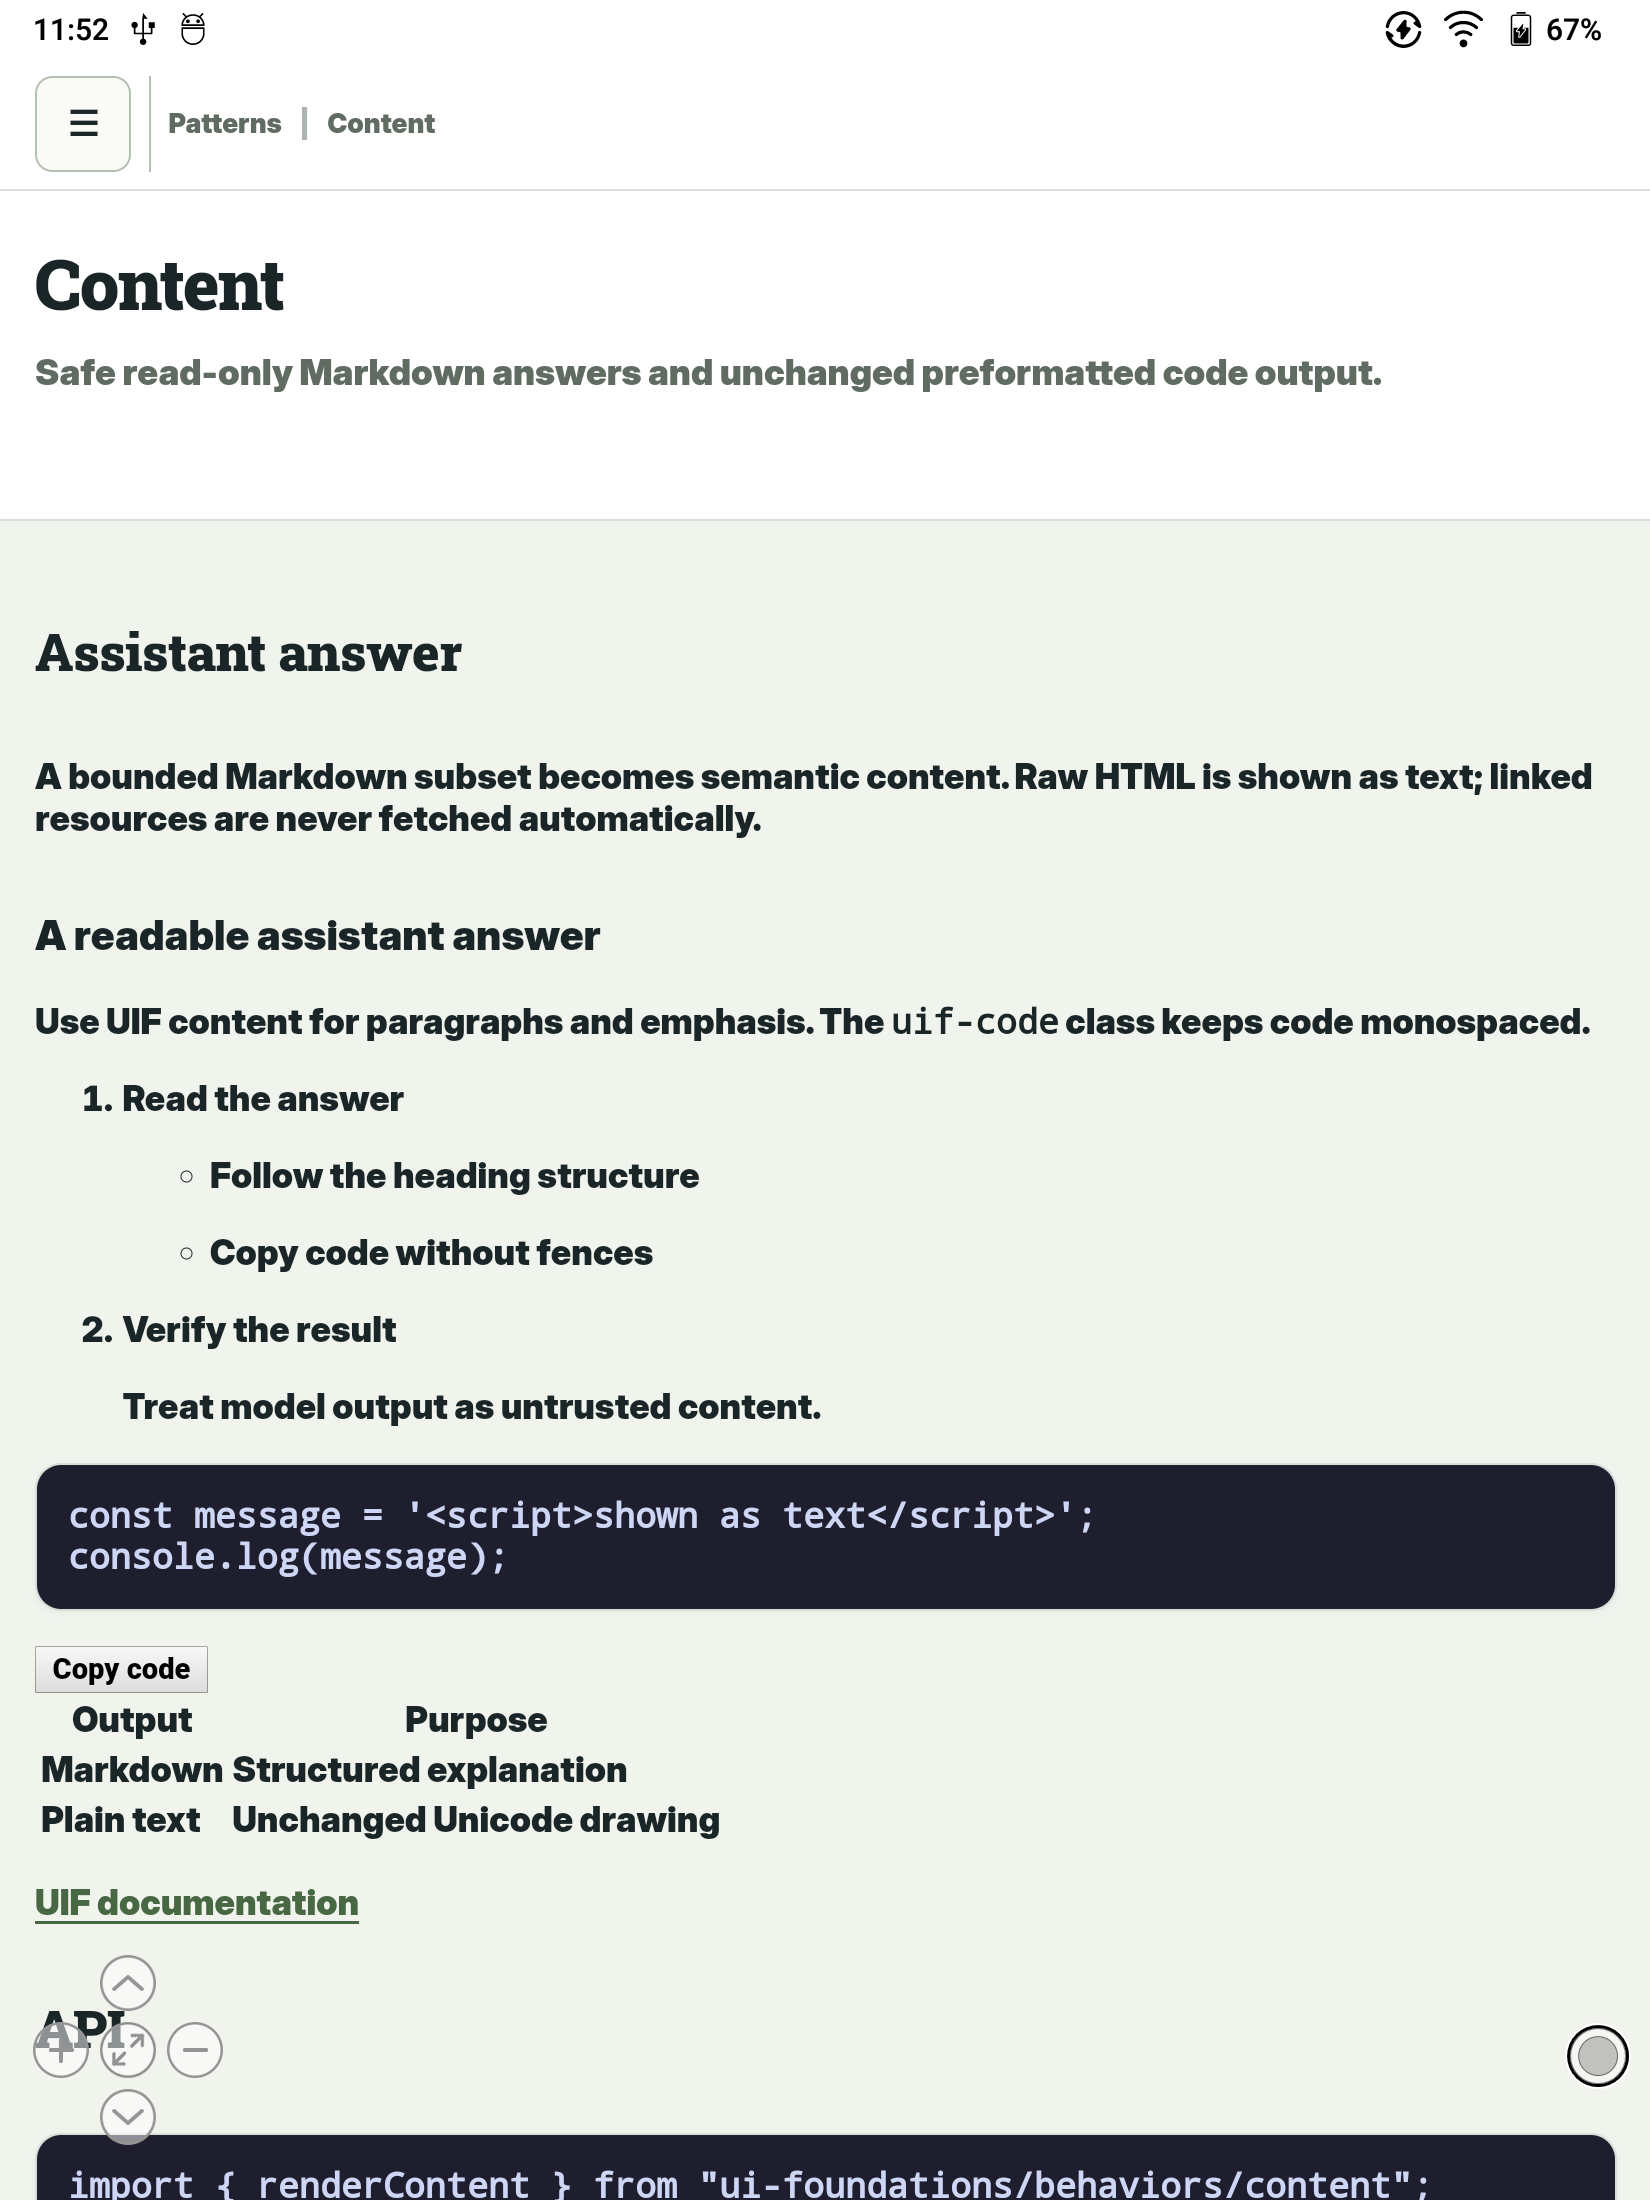 11:52
67%
☰
Patterns | Content
Content
Safe read-only Markdown answers and unchanged preformatted code output.
Assistant answer
A bounded Markdown subset becomes semantic content. Raw HTML is shown as text; linked
resources are never fetched automatically.
A readable assistant answer
Use UIF content for paragraphs and emphasis. The uif-code class keeps code monospaced.
1. Read the answer
◦ Follow the heading structure
◦ Copy code without fences
2. Verify the result
Treat model output as untrusted content.
const message = '<script>shown as text</script>';
console.log(message);
Copy code
Output Purpose
Markdown Structured explanation
Plain text Unchanged Unicode drawing
UIF documentation
API
import { renderContent } from "ui-foundations/behaviors/content";